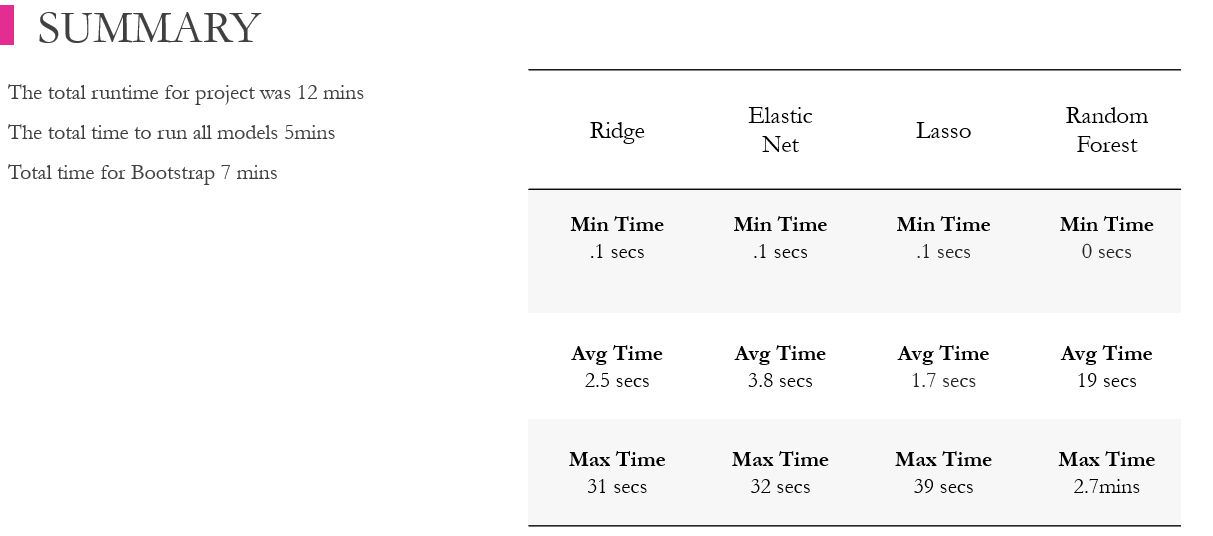 SUMMARY
The total runtime for project was 12 mins
The total time to run all models 5mins
Total time for Bootstrap 7 mins
Ridge
Elastic
Net
Lasso
Random
Forest
Min Time
.1 secs
Min Time
.1 secs
Min Time
.1 secs
Min Time
0 secs
Avg Time
2.5 secs
Avg Time
3.8 secs
Avg Time
1.7 secs
Avg Time
19 secs
Max Time
31 secs
Max Time
32 secs
Max Time
39 secs
Max Time
2.7mins